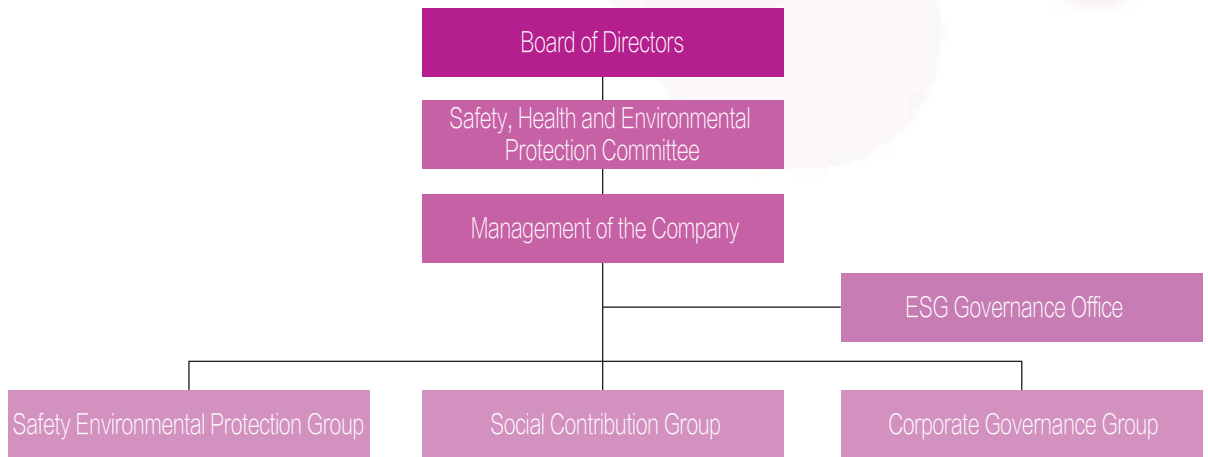 Board of Directors
Safety, Health and Environmental
Protection Committee
Management of the Company
ESG Governance Office
Safety Environmental Protection Group
Social Contribution Group
Corporate Governance Group